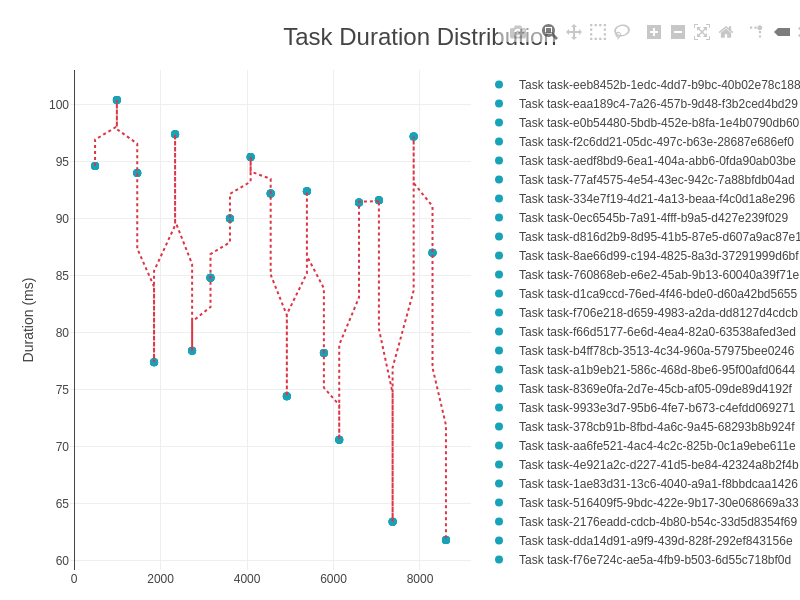 Task Duration Distribution
Duration (ms)
100
95
90
85
80
75
70
65
60
0
2000
4000
6000
8000
Task task-eeb8452b-1edc-4dd7-b9bc-40b02e78c188
Task task-eaa189c4-7a26-457b-9d48-f3b2ced4bd29
Task task-e0b54480-5bdb-452e-b8fa-1e4b0790db60
Task task-f2c6dd21-05dc-497c-b63e-28687e686ef0
Task task-aedf8bd9-6ea1-404a-abb6-0fda90ab03be
Task task-77af4575-4e54-43ec-942c-7a88bfdb04ad
Task task-334e7f19-4d21-4a13-beaa-f4c0d1a8e296
Task task-0ec6545b-7a91-4fff-b9a5-d427e239f029
Task task-d816d2b9-8d95-41b5-87e5-d607a9ac87e1
Task task-8ae66d99-c194-4825-8a3d-37291999d6bf
Task task-760868eb-e6e2-45ab-9b13-60040a39f71e
Task task-d1ca9ccd-76ed-4f46-bde0-d60a42bd5655
Task task-f706e218-d659-4983-a2da-dd8127d4cdcb
Task task-f66d5177-6e6d-4ea4-82a0-63538afed3ed
Task task-b4ff78cb-3513-4c34-960a-57975bee0246
Task task-a1b9eb21-586c-468d-8be6-95f00afd0644
Task task-8369e0fa-2d7e-45cb-af05-09de89d4192f
Task task-9933e3d7-95b6-4fe7-b673-c4efdd069271
Task task-378cb91b-8fbd-4a6c-9a45-68293b8b924f
Task task-aa6fe521-4ac4-4c2c-825b-0c1a9ebe611e
Task task-4e921a2c-d227-41d5-be84-42324a8b2f4b
Task task-1ae83d31-13c6-4040-a9a1-f8bbdcaa1426
Task task-516409f5-9bdc-422e-9b17-30e068669a33
Task task-2176eadd-cdcb-4b80-b54c-33d5d8354f69
Task task-dda14d91-a9f9-439d-828f-292ef843156e
Task task-f76e724c-ae5a-4fb9-b503-6d55c718bf0d